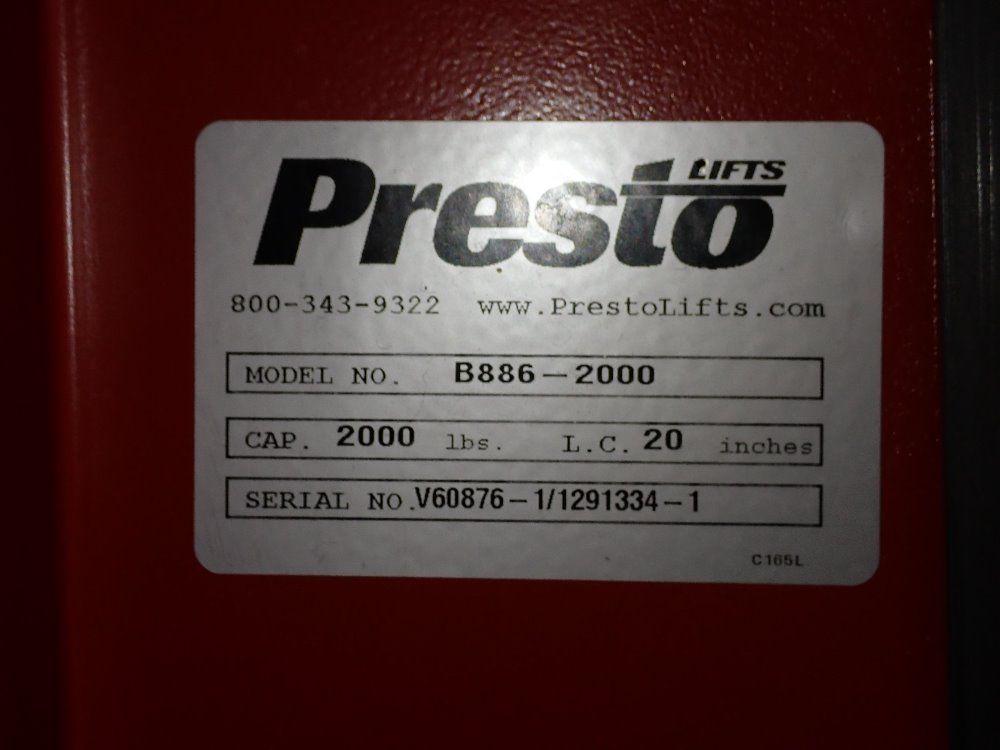 Presto LIFTS
800-343-9322 www.PrestoLifts.com
MODEL NO. B886-2000
CAP. 2000 lbs. L.C. 20 inches
SERIAL NO. V60876-1/1291334-1
C165L